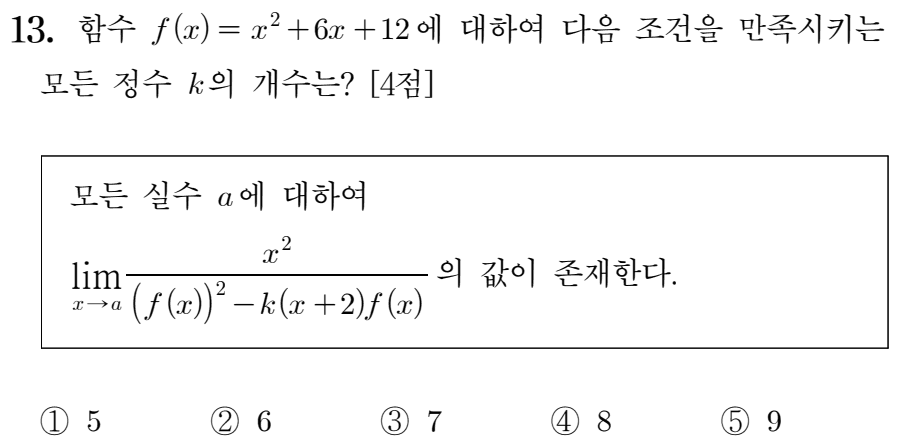 13. 함수 f(x)=x²+6x+12에 대하여 다음 조건을 만족시키는
모든 정수 k의 개수는? [4점]
모든 실수 a에 대하여
lim_{x→a} x²/((f(x))²-k(x+2)f(x)) 의 값이 존재한다.
① 5 ② 6 ③ 7 ④ 8 ⑤ 9